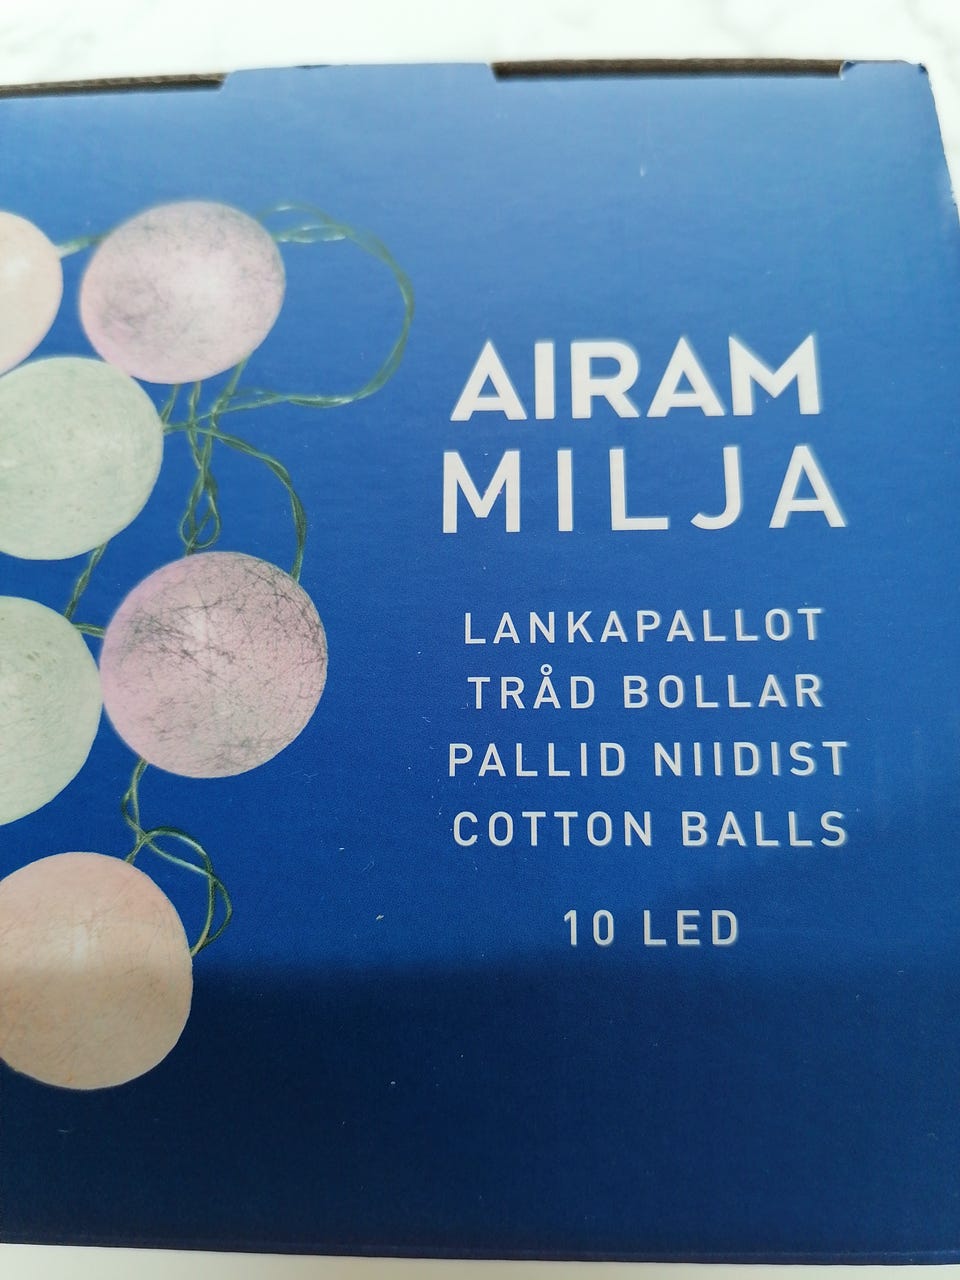 AIRAM
MILJA
LANKAPALLOT
TRÅD BOLLAR
PALLID NIIDIST
COTTON BALLS
10 LED